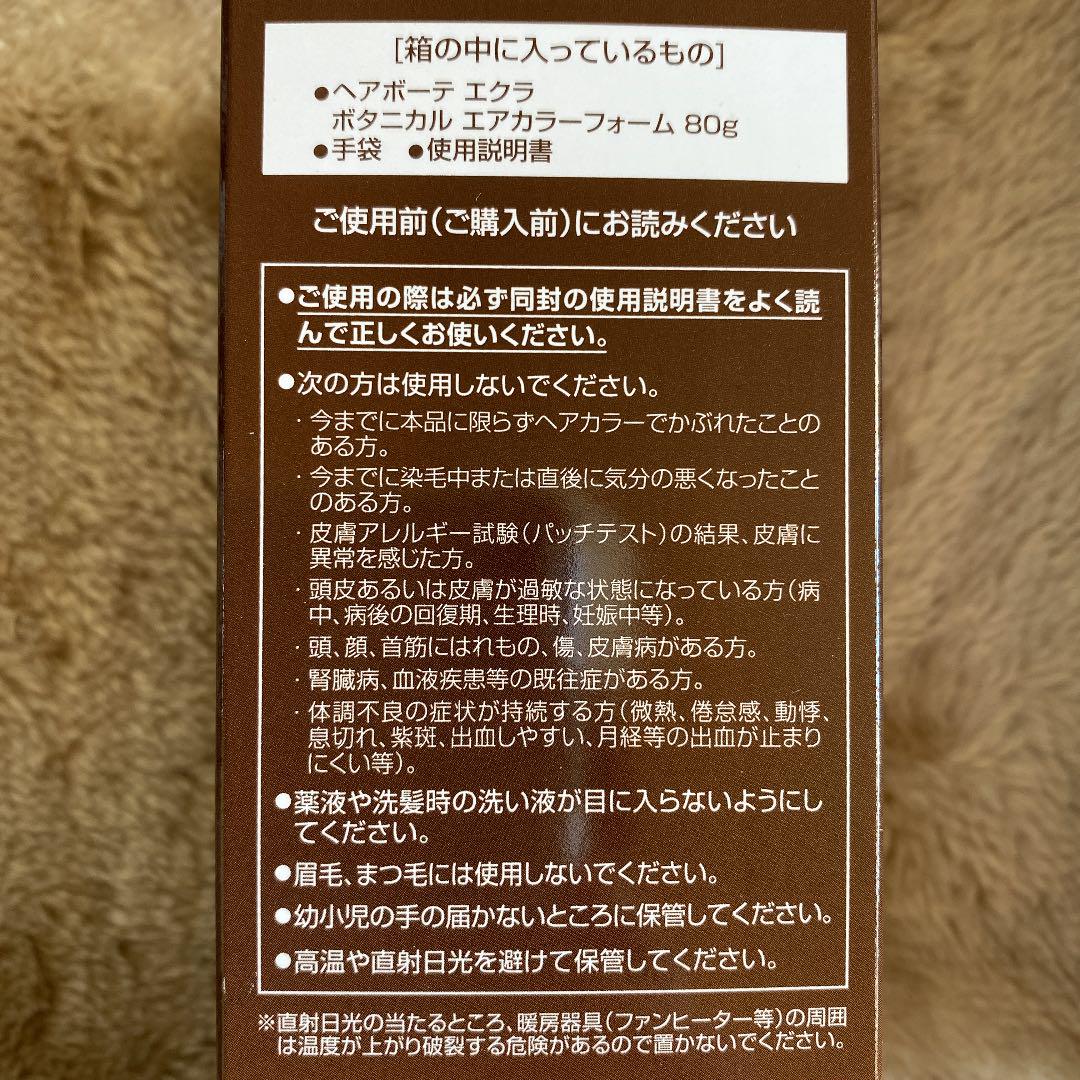 [箱の中に入っているもの]
●ヘアボーテ エクラ
ボタニカル エアカラーフォーム 80g
●手袋 ●使用説明書
ご使用前(ご購入前)にお読みください
●ご使用の際は必ず同封の使用説明書をよく読
んで正しくお使いください。
●次の方は使用しないでください。
・今までに本品に限らずヘアカラーでかぶれたことの
ある方。
・今までに染毛中または直後に気分の悪くなったこと
のある方。
・皮膚アレルギー試験(パッチテスト)の結果、皮膚に
異常を感じた方。
・頭皮あるいは皮膚が過敏な状態になっている方(病
中、病後の回復期、生理時、妊娠中等)。
・頭、顔、首筋にはれもの、傷、皮膚病がある方。
・腎臓病、血液疾患等の既往症がある方。
・体調不良の症状が持続する方(微熱、倦怠感、動悸、
息切れ、紫斑、出血しやすい、月経等の出血が止まり
にくい等)。
●薬液や洗髪時の洗い液が目に入らないようにし
てください。
●眉毛、まつ毛には使用しないでください。
●幼小児の手の届かないところに保管してください。
●高温や直射日光を避けて保管してください。
※直射日光の当たるところ、暖房器具(ファンヒーター等)の周囲
は温度が上がり破裂する危険があるので置かないでください。